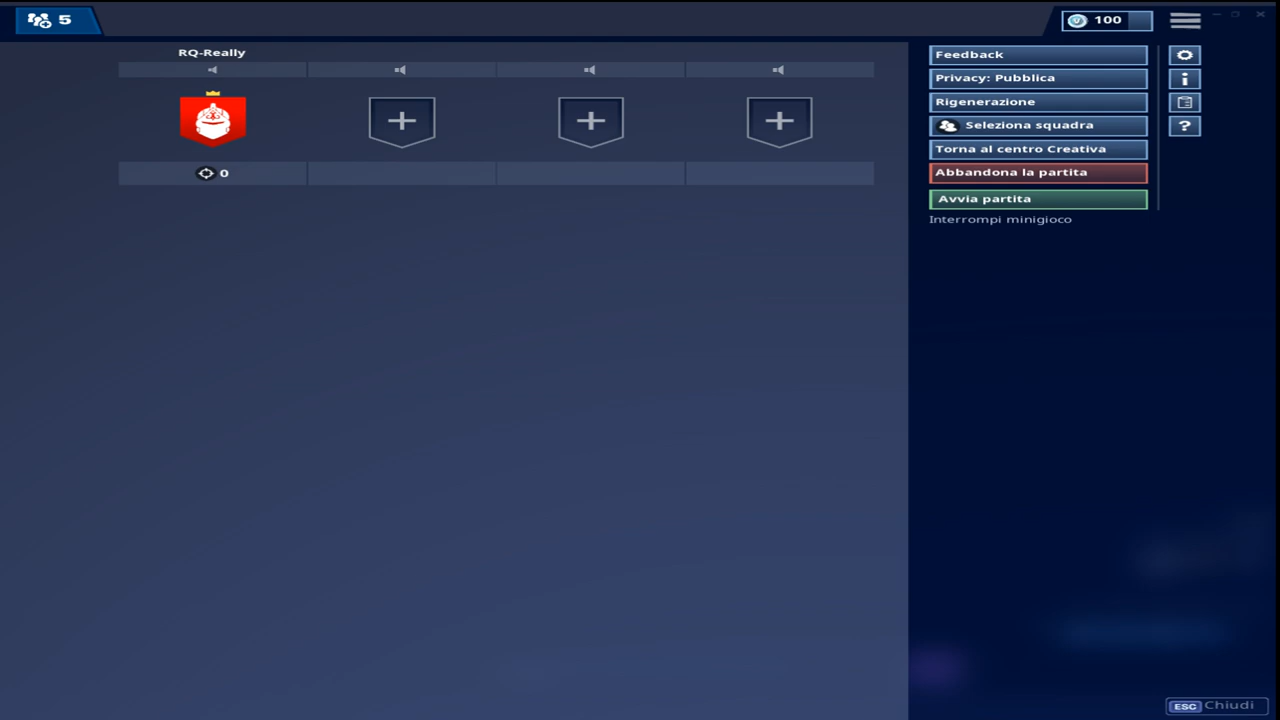 5
100
RQ-Really
0
Feedback
Privacy: Pubblica
Rigenerazione
Seleziona squadra
Torna al centro Creativa
Abbandona la partita
Avvia partita
Interrompi minigioco
ESC Chiudi